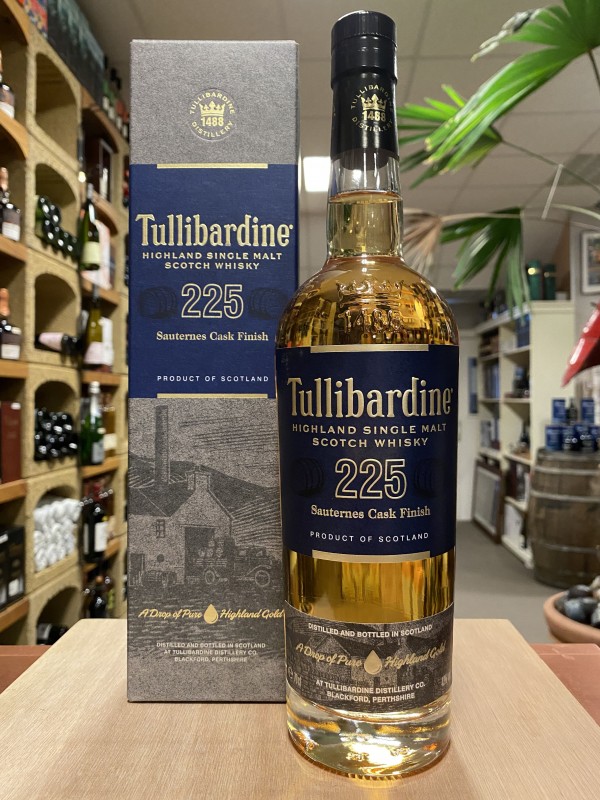 TULLIBARDINE
1488
DISTILLERY
Tullibardine
HIGHLAND SINGLE MALT
SCOTCH WHISKY
225
Sauternes Cask Finish
PRODUCT OF SCOTLAND
A Drop of Pure Highland Gold
DISTILLED AND BOTTLED IN SCOTLAND
AT TULLIBARDINE DISTILLERY CO.
BLACKFORD, PERTHSHIRE
TULLIBARDINE
1488
DISTILLERY
1488
Tullibardine
HIGHLAND SINGLE MALT
SCOTCH WHISKY
225
Sauternes Cask Finish
PRODUCT OF SCOTLAND
DISTILLED AND BOTTLED IN SCOTLAND
A Drop of Pure Highland Gold
AT TULLIBARDINE DISTILLERY CO.
BLACKFORD, PERTHSHIRE